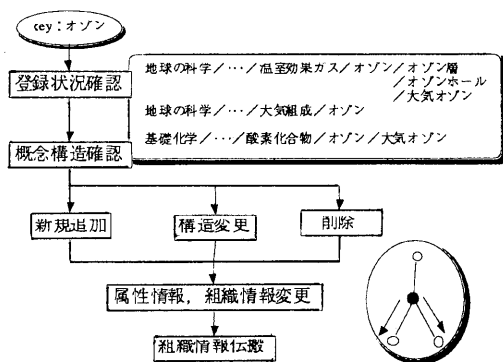 key：オゾン
登録状況確認
地球の科学／…／温室効果ガス／オゾン／オゾン層
／オゾンホール
／大気オゾン
地球の科学／…／大気組成／オゾン
基礎化学／…／酸素化合物／オゾン／大気オゾン
概念構造確認
新規追加
構造変更
削除
属性情報，組織情報変更
組織情報伝搬